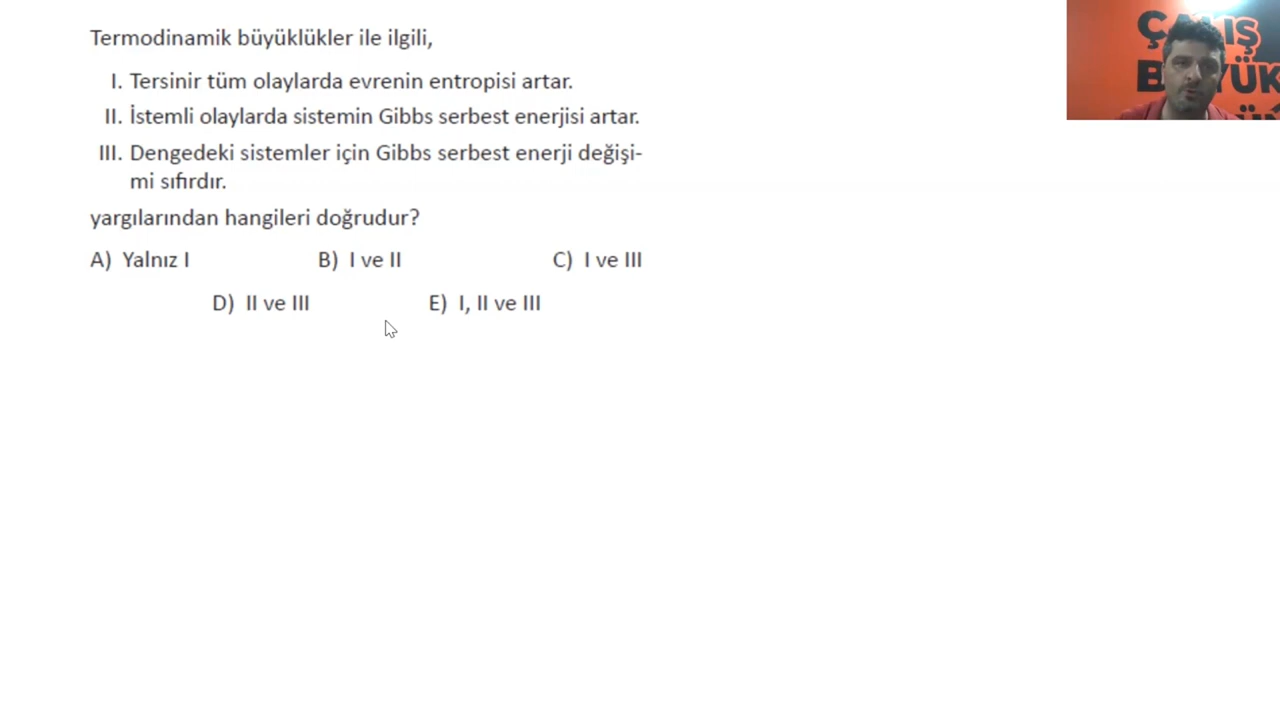 Termodinamik büyüklükler ile ilgili,
I. Tersinir tüm olaylarda evrenin entropisi artar.
II. İstemli olaylarda sistemin Gibbs serbest enerjisi artar.
III. Dengedeki sistemler için Gibbs serbest enerji değişi-
mi sıfırdır.
yargılarından hangileri doğrudur?
A) Yalnız I B) I ve II C) I ve III
D) II ve III E) I, II ve III